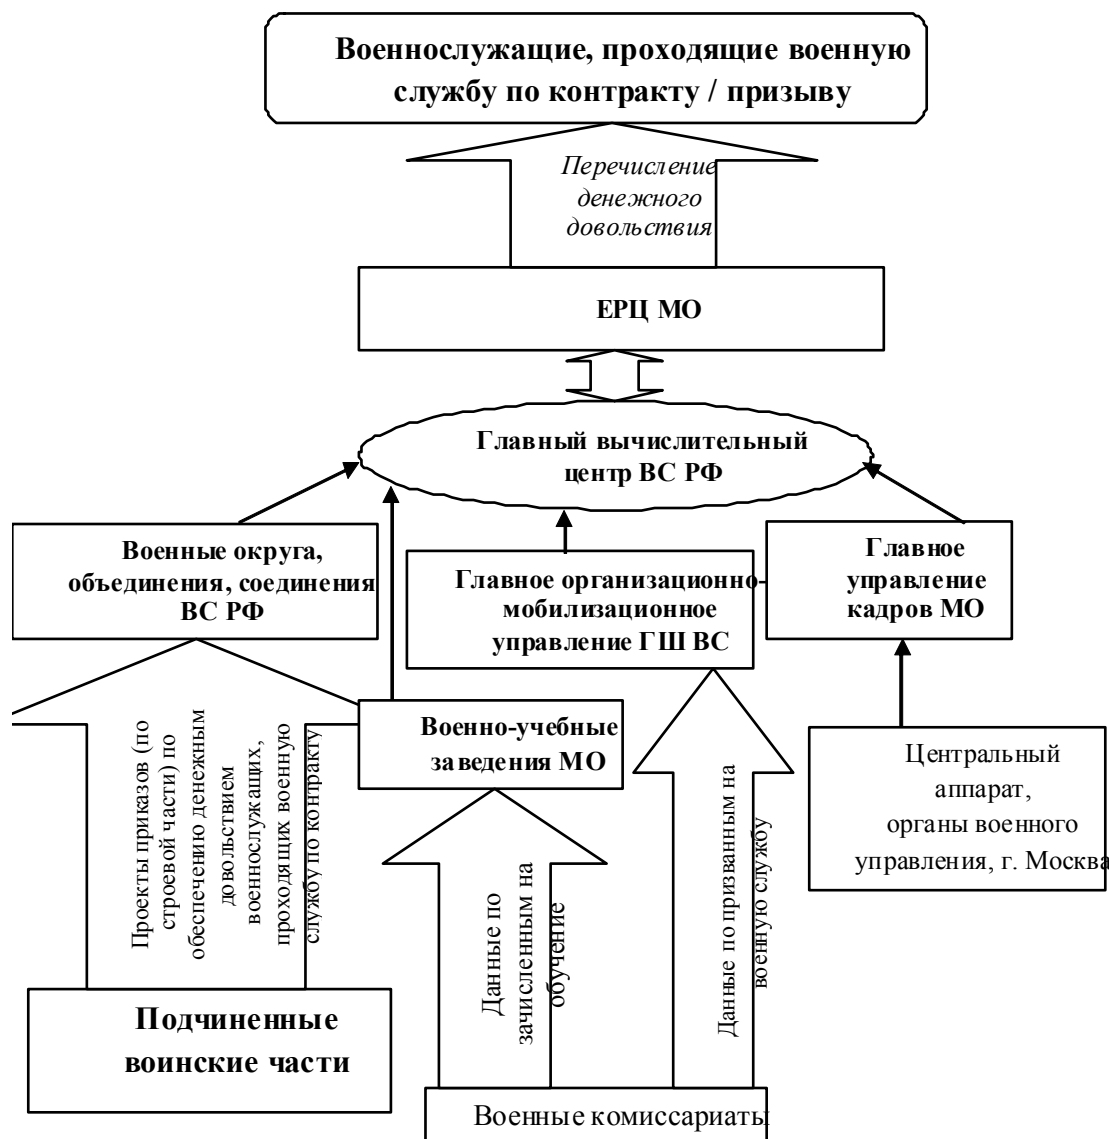 Военнослужащие, проходящие военную
службу по контракту / призыву
Перечисление
денежного
довольствия
ЕРЦ МО
Главный вычислительный
центр ВС РФ
Военные округа,
объединения, соединения
ВС РФ
Главное организационно-
мобилизационное
управление ГШ ВС
Главное
управление
кадров МО
Военно-учебные
заведения МО
Центральный
аппарат,
органы военного
управления, г. Москва
Проекты приказов (по
строевой части) по
обеспечению денежным
довольствием
военнослужащих,
проходящих военную
службу по контракту
Данные по
зачисленным на
обучение
Данные по призванным на
военную службу
Подчиненные
воинские части
Военные комиссариаты